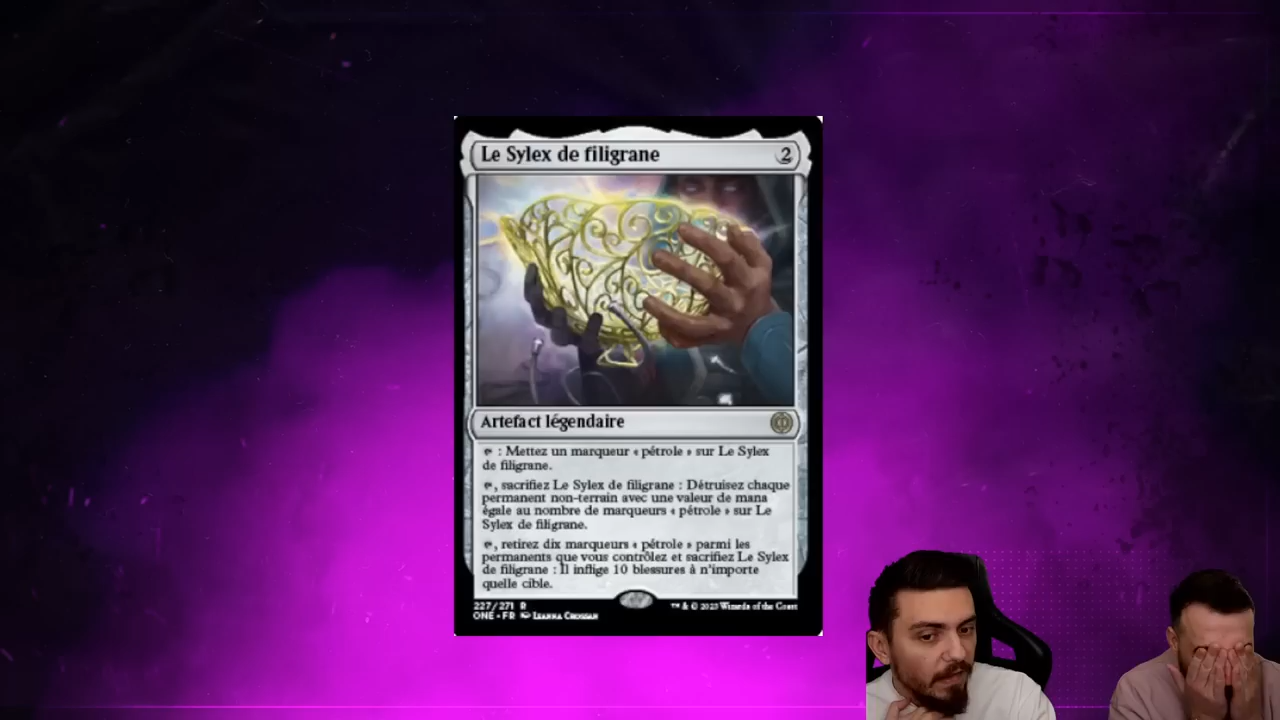 Le Sylex de filigrane 2
Artefact légendaire
: Mettez un marqueur « pétrole » sur Le Sylex
de filigrane.
, sacrifiez Le Sylex de filigrane : Détruisez chaque
permanent non-terrain avec une valeur de mana
égale au nombre de marqueurs « pétrole » sur Le
Sylex de filigrane.
, retirez dix marqueurs « pétrole » parmi les
permanents que vous contrôlez et sacrifiez Le Sylex
de filigrane : Il inflige 10 blessures à n'importe
quelle cible.
227/271 R
ONE • FR Leanna Crossan
™ & © 2023 Wizards of the Coast